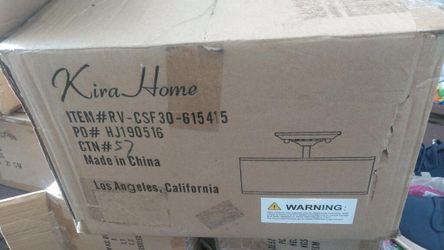 Kira Home
ITEM#RV-CSF30-615415
PO# HJ190516
CTN#57
Made in China
Los Angeles, California
WARNING: